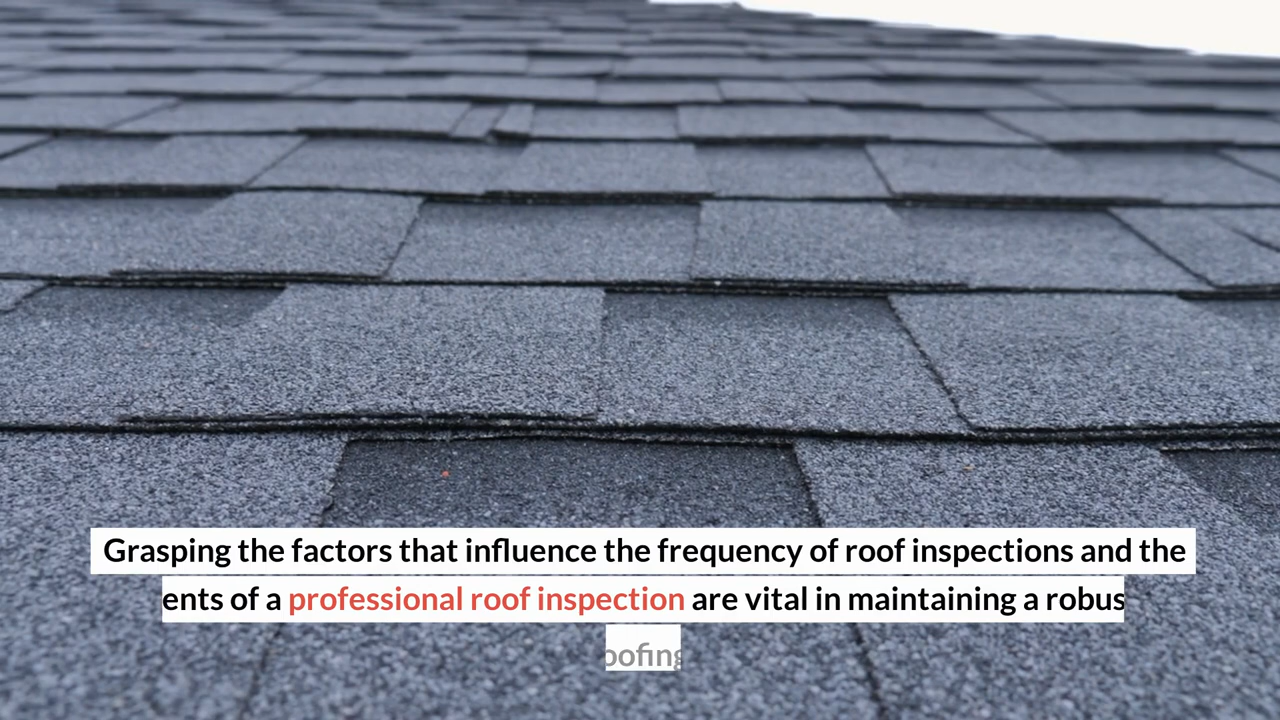 Grasping the factors that influence the frequency of roof inspections and the
ents of a professional roof inspection are vital in maintaining a robus
oofing